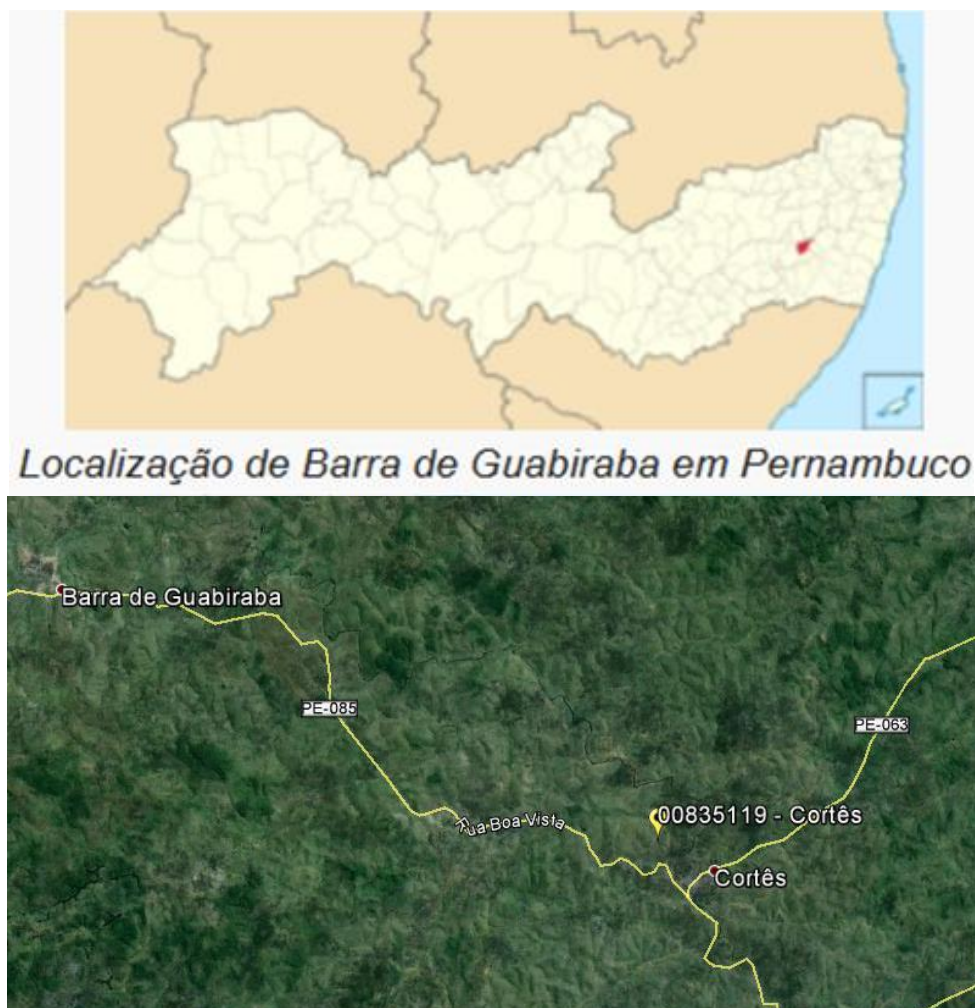 Localização de Barra de Guabiraba em Pernambuco
Barra de Guabiraba
PE-085
PE-063
Rua Boa Vista
00835119 - Cortês
Cortês